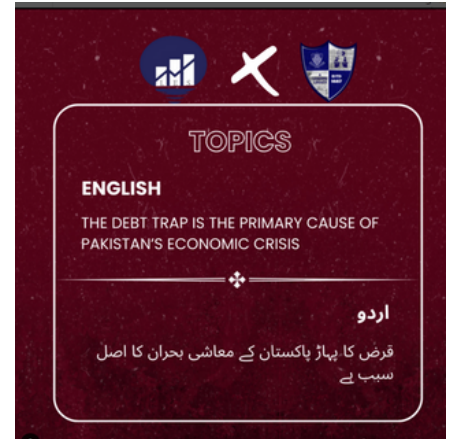 TOPICS
ENGLISH
THE DEBT TRAP IS THE PRIMARY CAUSE OF
PAKISTAN'S ECONOMIC CRISIS
اردو
قرض کا پہاڑ پاکستان کے معاشی بحران کا اصل
سبب ہے